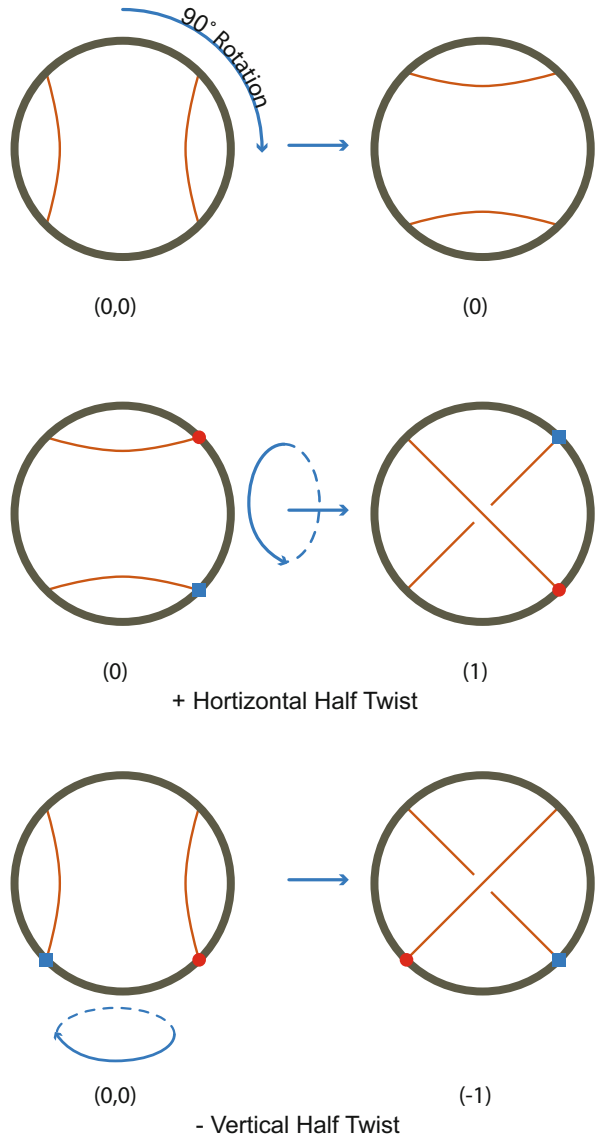 90° Rotation
(0,0)
(0)
(0)
(1)
+ Hortizontal Half Twist
(0,0)
(-1)
- Vertical Half Twist